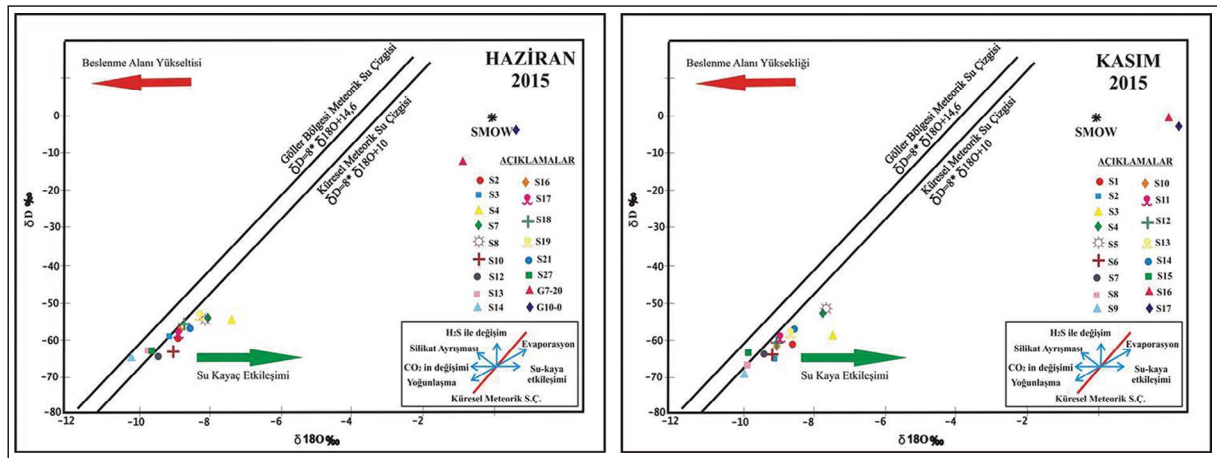 Beslenme Alanı Yükseltisi
HAZİRAN
2015
Göller Bölgesi Meteorik Su Çizgisi
δD=8* δ18O+14,6
Küresel Meteorik Su Çizgisi
δD=8* δ18O+10
SMOW
AÇIKLAMALAR
S2
S3
S4
S7
S8
S10
S12
S13
S14
S16
S17
S18
S19
S21
S27
G7-20
G10-0
Su Kayaç Etkileşimi
H2S ile değişim
Silikat Ayrışması
Evaporasyon
CO2 in değişimi
Su-kaya
etkileşimi
Yoğunlaşma
Küresel Meteorik S.Ç.
δ D ‰
0
-10
-20
-30
-40
-50
-60
-70
-80
-12
-10
-8
-6
-4
-2
0
2
δ 18O ‰
Beslenme Alanı Yüksekliği
KASIM
2015
Göller Bölgesi Meteorik Su Çizgisi
δD=8* δ18O+14,6
Küresel Meteorik Su Çizgisi
δD=8* δ18O+10
SMOW
AÇIKLAMALAR
S1
S2
S3
S4
S5
S6
S7
S8
S9
S10
S11
S12
S13
S14
S15
S16
S17
Su Kaya Etkileşimi
H2S ile değişim
Silikat Ayrışması
Evaporasyon
CO2 in değişimi
Su-kaya
etkileşimi
Yoğunlaşma
Küresel Meteorik S.Ç.
δ D ‰
0
-10
-20
-30
-40
-50
-60
-70
-80
-12
-10
-8
-6
-4
-2
0
2
δ 18O ‰